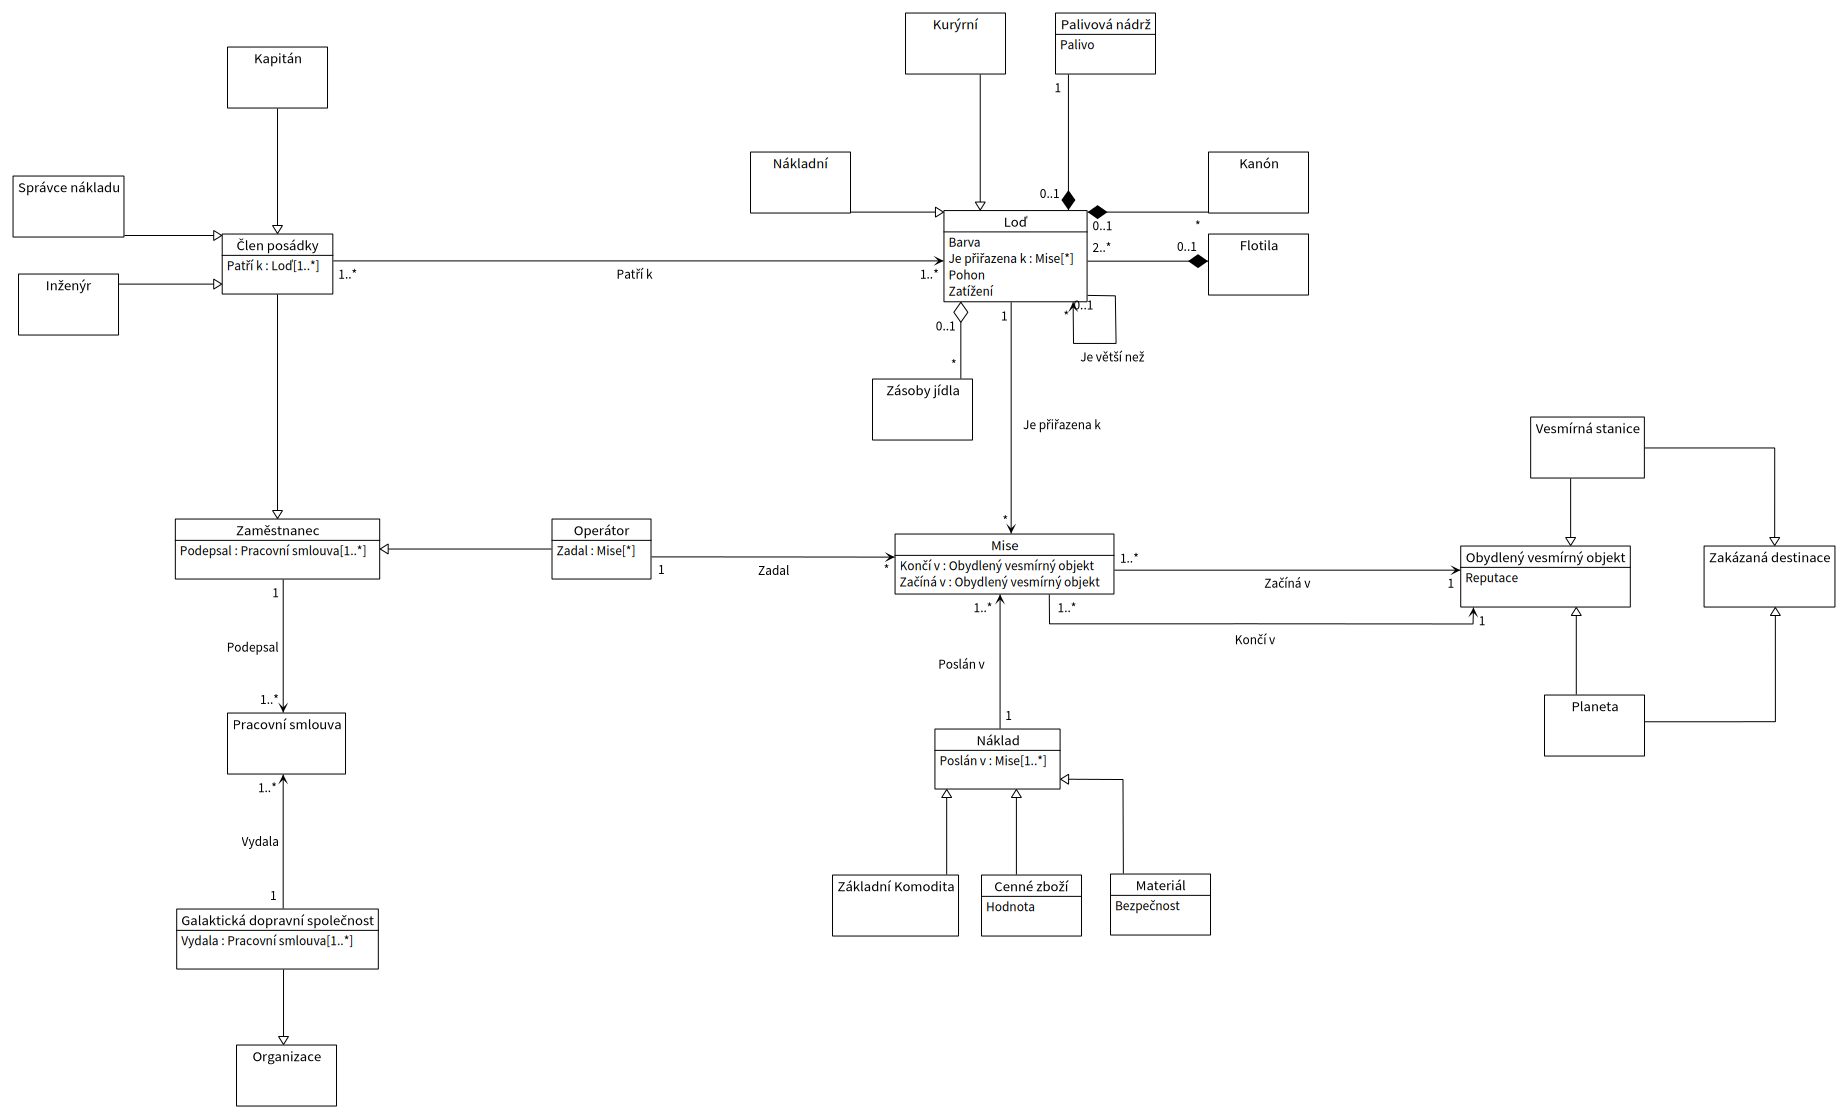 Kurýrní
Palivová nádrž
Palivo
1
Kapitán
Nákladní
Kanón
Správce nákladu
0..1
0..1
*
Člen posádky
Patří k : Loď[1..*]
1..*
Patří k
1..*
Loď
Barva
Je přiřazena k : Mise[*]
Pohon
Zatížení
2..*
0..1
Flotila
Inženýr
0..1
*
Je větší než
0..1
*
1
Zásoby jídla
Je přiřazena k
*
Vesmírná stanice
Zaměstnanec
Podepsal : Pracovní smlouva[1..*]
Operátor
Zadal : Mise[*]
1
Zadal
*
Mise
Končí v : Obydlený vesmírný objekt
Začíná v : Obydlený vesmírný objekt
1..*
Začíná v
1
Obydlený vesmírný objekt
Reputace
Zakázaná destinace
1
1..*
1..*
Končí v
1
Podepsal
Poslán v
1..*
1
Planeta
Pracovní smlouva
Náklad
Poslán v : Mise[1..*]
1..*
Vydala
1
Základní Komodita
Cenné zboží
Hodnota
Materiál
Bezpečnost
Galaktická dopravní společnost
Vydala : Pracovní smlouva[1..*]
Organizace